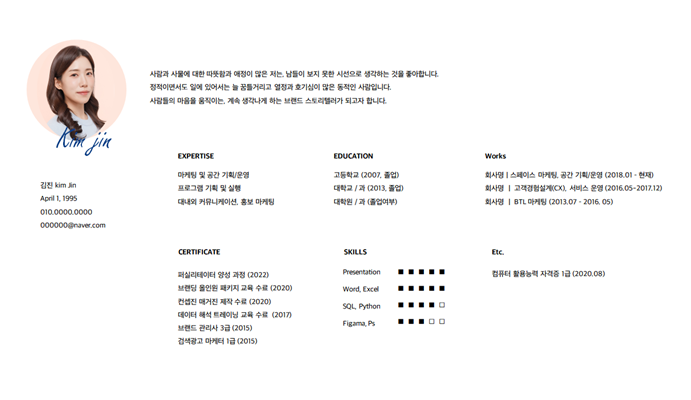 사람과 사물에 대한 따뜻함과 애정이 많은 저는, 남들이 보지 못한 시선으로 생각하는 것을 좋아합니다.
정적이면서도 일에 있어서는 늘 꿈틀거리고 열정과 호기심이 많은 동적인 사람입니다.
사람들의 마음을 움직이는, 계속 생각나게 하는 브랜드 스토리텔러가 되고자 합니다.
Kim jin
김진 kim Jin
April 1, 1995
010.0000.0000
000000@naver.com
EXPERTISE
마케팅 및 공간 기획/운영
프로그램 기획 및 실행
대내외 커뮤니케이션, 홍보 마케팅
EDUCATION
고등학교 (2007, 졸업)
대학교 / 과 (2013, 졸업)
대학원 / 과 (졸업여부)
Works
회사명 | 스페이스 마케팅, 공간 기획/운영 (2018.01 - 현재)
회사명 | 고객경험설계(CX), 서비스 운영 (2016.05-2017.12)
회사명 | BTL 마케팅 (2013.07 - 2016. 05)
CERTIFICATE
퍼실리테이터 양성 과정 (2022)
브랜딩 올인원 패키지 교육 수료 (2020)
컨셉진 매거진 제작 수료 (2020)
데이터 해석 트레이닝 교육 수료 (2017)
브랜드 관리사 3급 (2015)
검색광고 마케터 1급 (2015)
SKILLS
Presentation ■ ■ ■ ■ ■
Word, Excel ■ ■ ■ ■ ■
SQL, Python ■ ■ ■ ■ □
Figama, Ps ■ ■ ■ □ □
Etc.
컴퓨터 활용능력 자격증 1급 (2020.08)